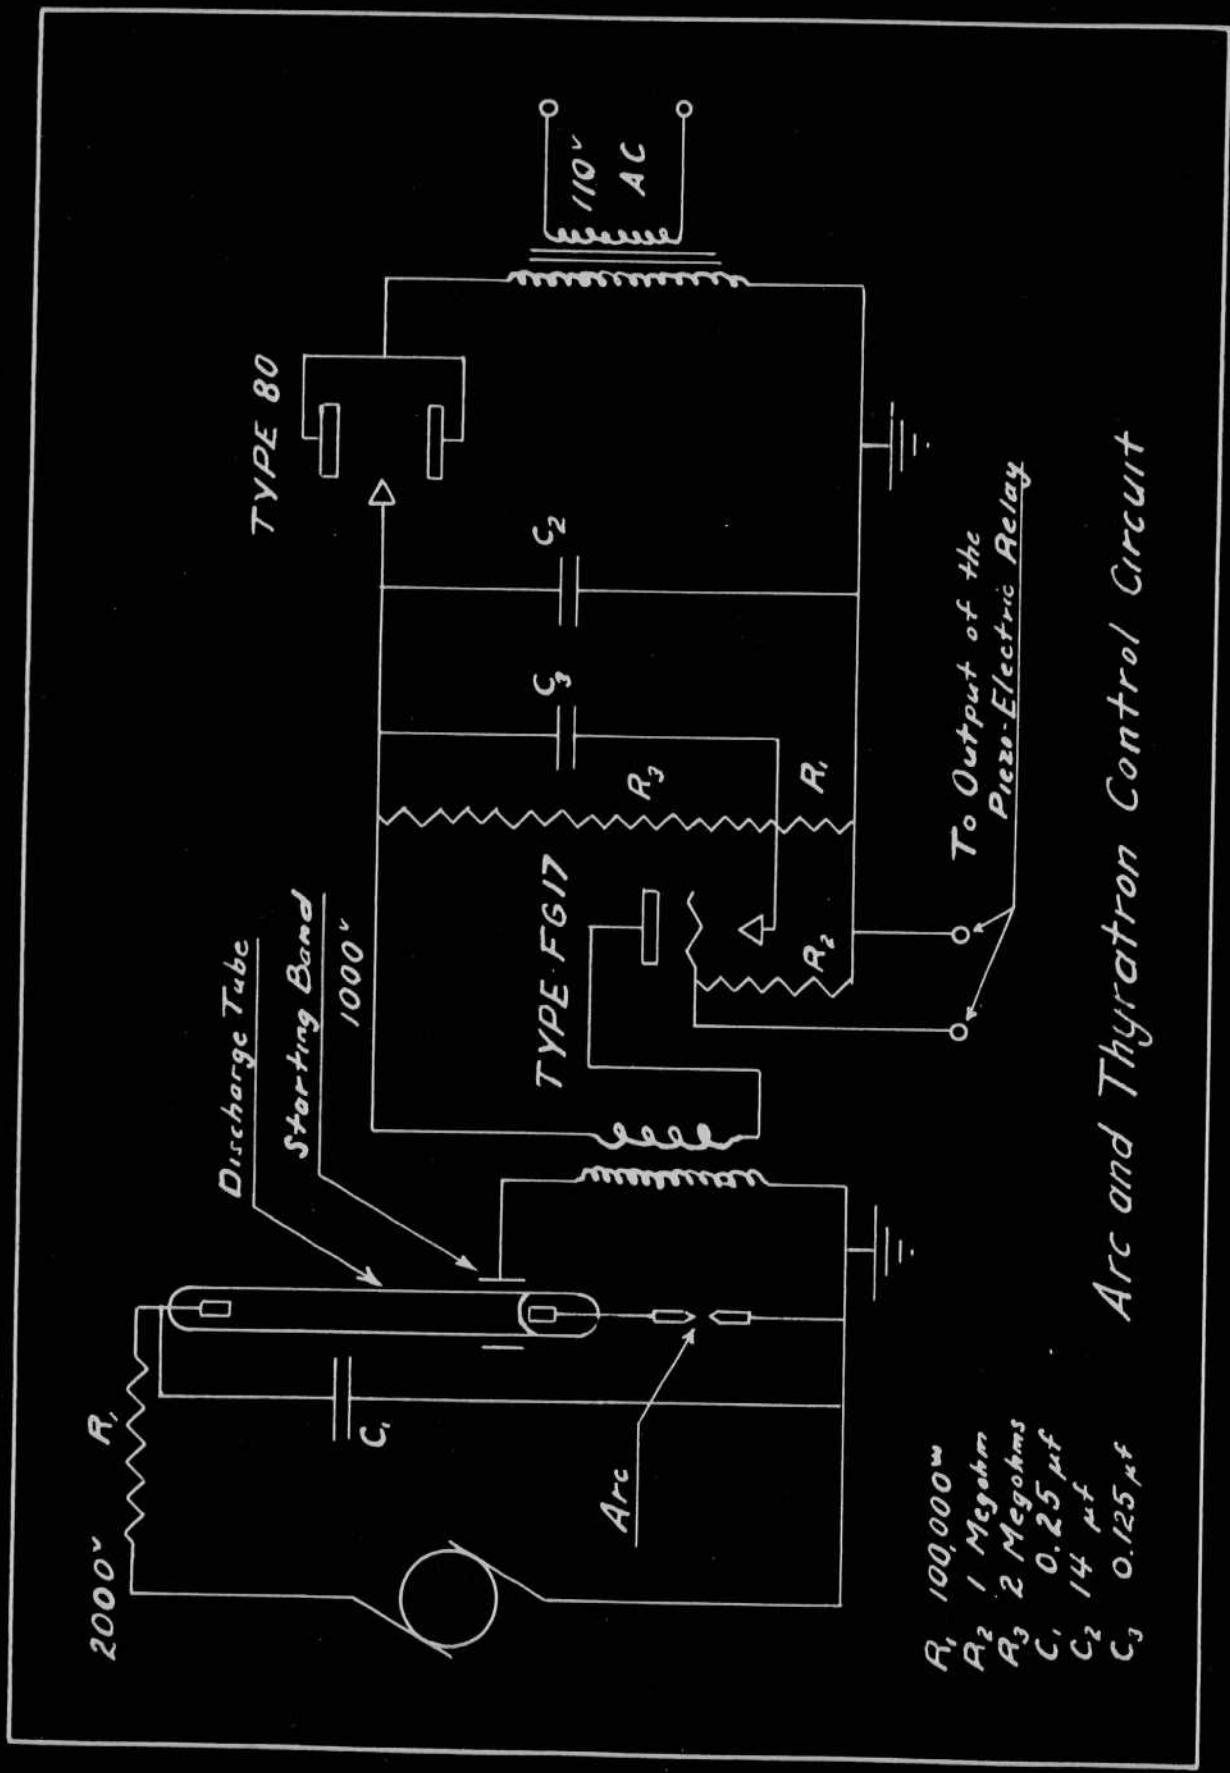 2000v
R₁
C₁
Discharge Tube
Starting Band
1000v
Arc
TYPE FG17
R₂
R₃
R₁
C₃
C₂
TYPE 80
110v
AC
To Output of the
Piezo-Electric Relay
R₁ 100,000ω
R₂ 1 Megohm
R₃ 2 Megohms
C₁ 0.25 μf
C₂ 14 μf
C₃ 0.125 μf
Arc and Thyratron Control Circuit